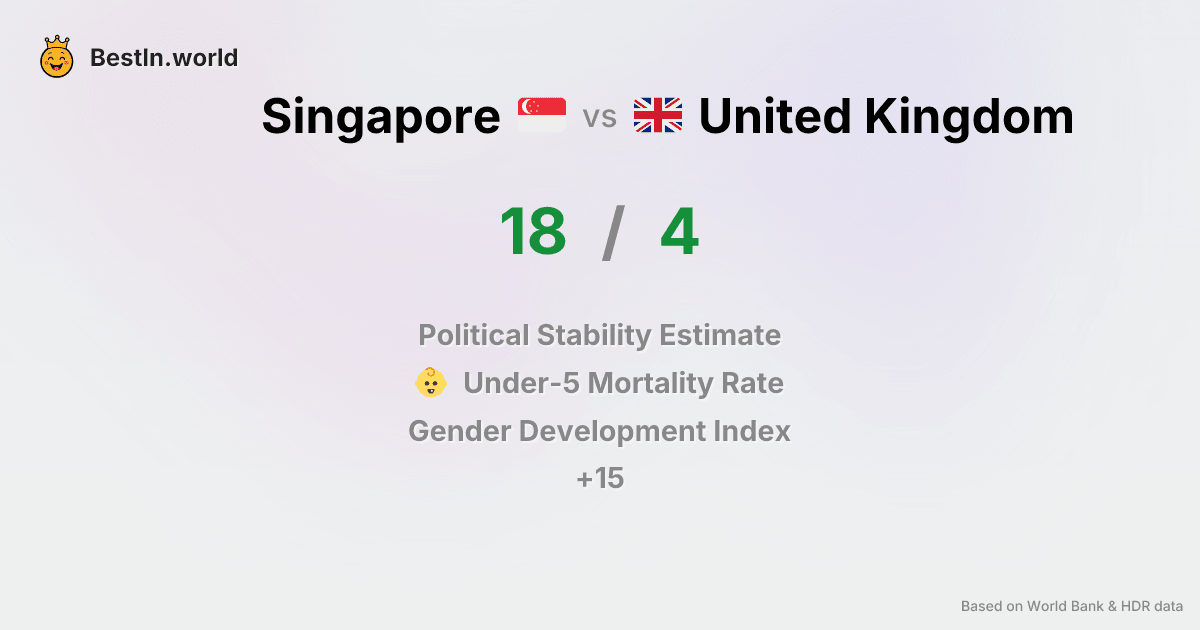 BestIn.world
Singapore vs United Kingdom
18 / 4
Political Stability Estimate
Under-5 Mortality Rate
Gender Development Index
+15
Based on World Bank & HDR data